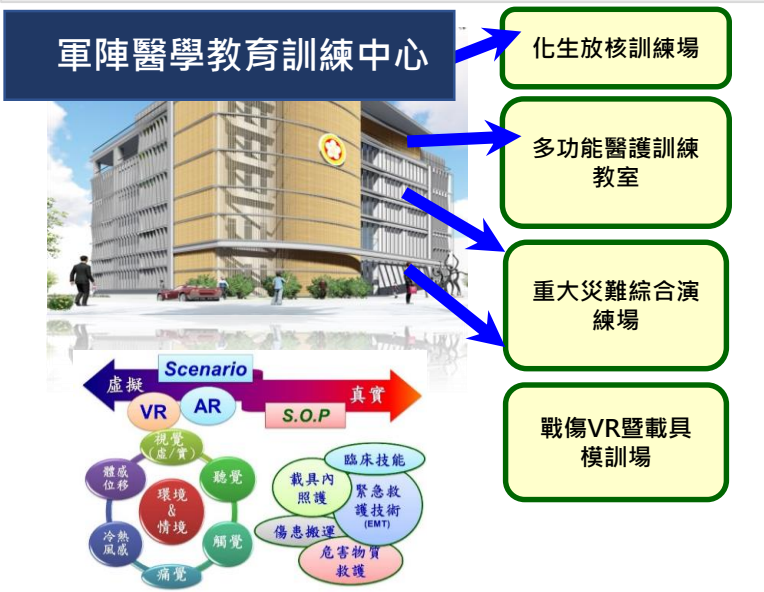 軍陣醫學教育訓練中心
化生放核訓練場
多功能醫護訓練
教室
重大災難綜合演
練場
戰傷VR暨載具
模訓場
Scenario
虛擬
真實
VR
AR
S.O.P
視覺
(虛/實)
聽覺
觸覺
痛覺
冷熱
風感
體感
位移
環境
&
情境
臨床技能
載具內
照護
緊急救
護技術
(EMT)
傷患搬運
危害物質
救護